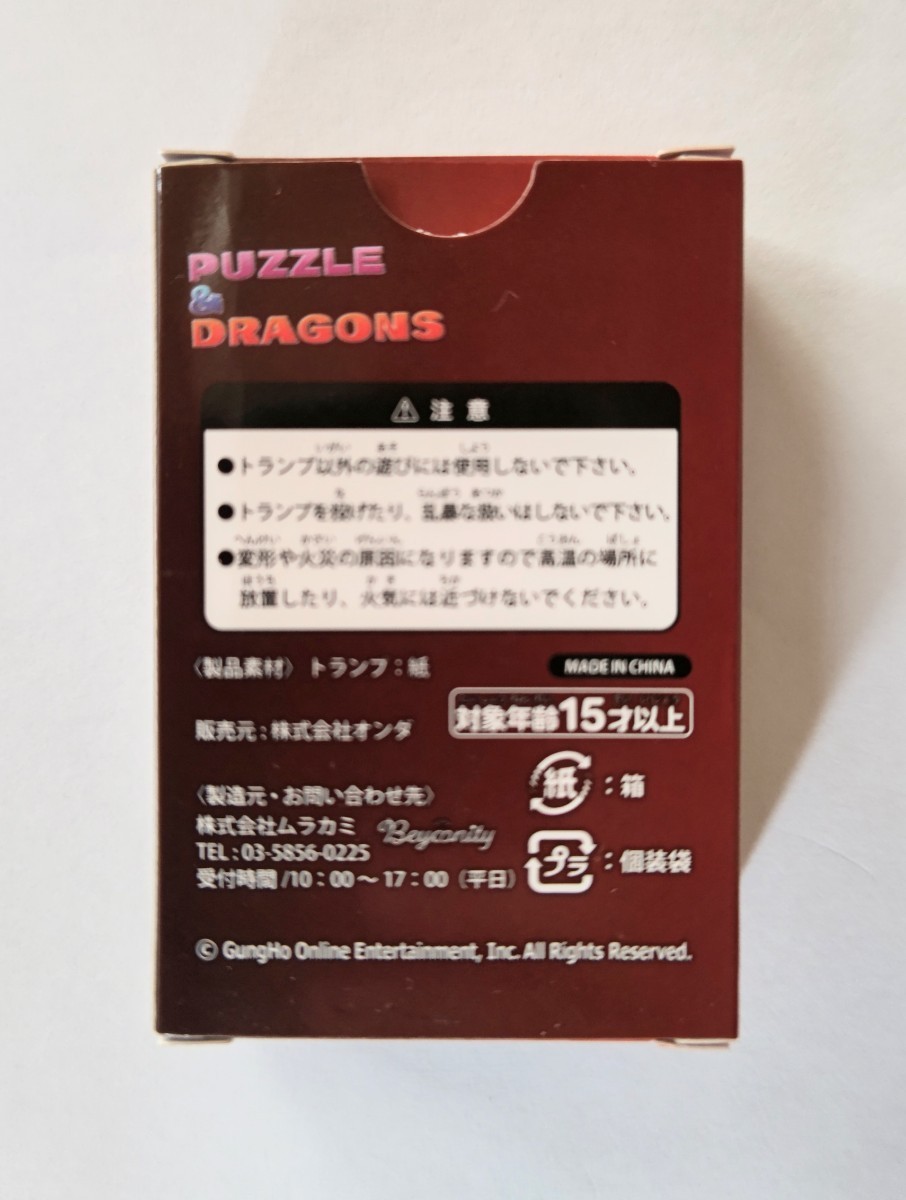 PUZZLE
&
DRAGONS
⚠ 注意
●トランプ以外の遊びには使用しないで下さい。
●トランプを投げたり、乱暴な扱いはしないで下さい。
●変形や火災の原因になりますので高温の場所に
放置したり、火気には近づけないでください。
〈製品素材〉トランプ：紙
MADE IN CHINA
対象年齢15才以上
販売元：株式会社オンダ
紙：箱
〈製造元・お問い合わせ先〉
株式会社ムラカミ Beyconity
TEL：03-5856-0225
プラ：個装袋
受付時間/10：00～17：00（平日）
© GungHo Online Entertainment, Inc. All Rights Reserved.